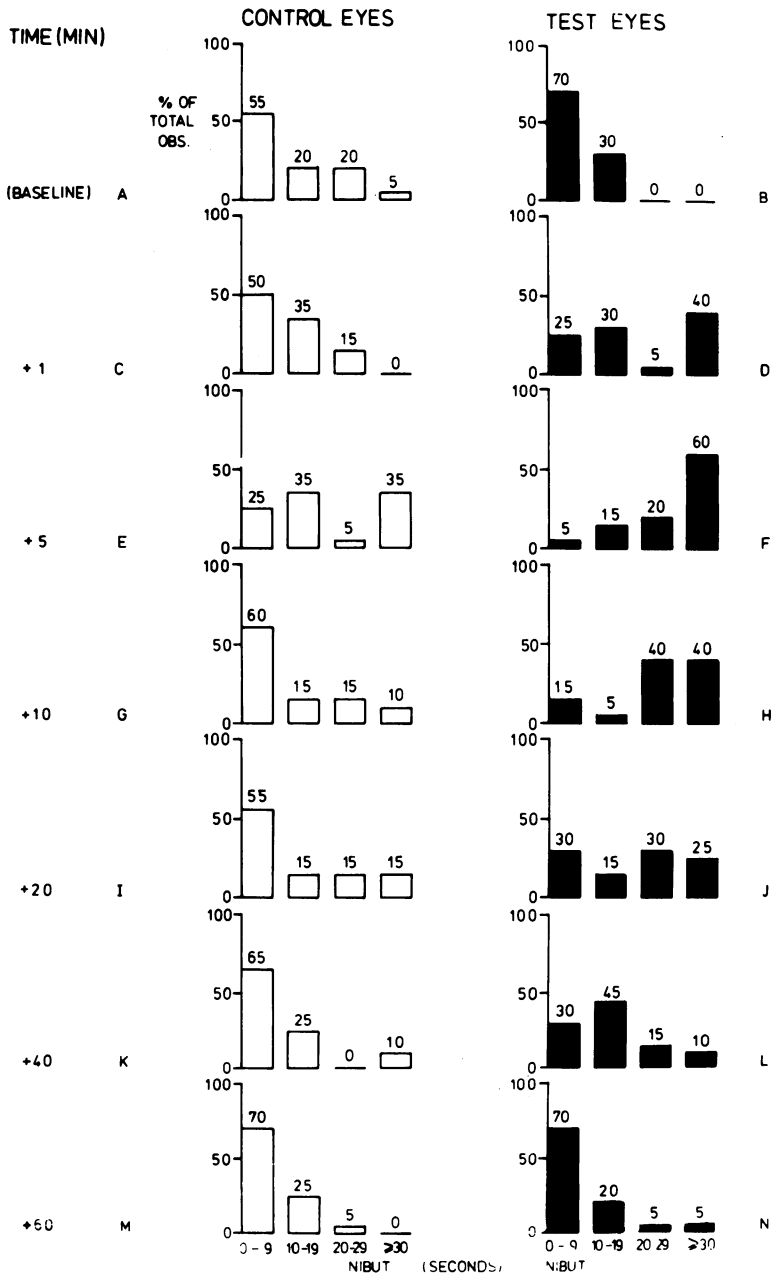 CONTROL EYES TEST EYES
TIME (MIN)
% OF TOTAL OBS.
100 50 0 55 20 20 5
100 50 0 70 30 0 0
(BASELINE) A B
100 50 0 50 35 15 0
100 50 0 25 30 5 40
+1 C D
100 50 0 25 35 5 35
100 50 0 5 15 20 60
+5 E F
100 50 0 60 15 15 10
100 50 0 15 5 40 40
+10 G H
100 50 0 55 15 15 15
100 50 0 30 15 30 25
+20 I J
100 50 0 65 25 0 10
100 50 0 30 45 15 10
+40 K L
100 50 0 70 25 5 0
100 50 0 70 20 5 5
+60 M N
0-9 10-19 20-29 ≥30 0-9 10-19 20 29 ≥30
NIBUT (SECONDS) NIBUT